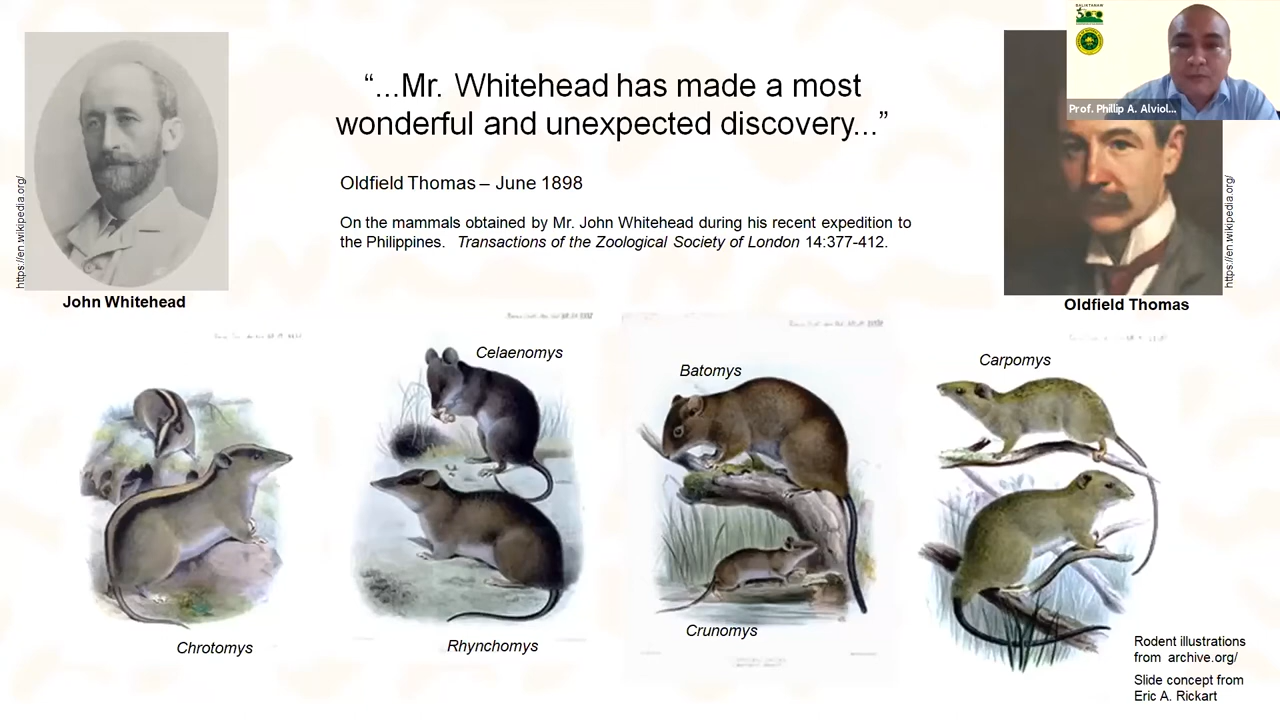 “...Mr. Whitehead has made a most
wonderful and unexpected discovery...”
Oldfield Thomas – June 1898
On the mammals obtained by Mr. John Whitehead during his recent expedition to
the Philippines. Transactions of the Zoological Society of London 14:377-412.
https://en.wikipedia.org/
John Whitehead
Prof. Phillip A. Alviol...
https://en.wikipedia.org/
Oldfield Thomas
Celaenomys
Batomys
Carpomys
Chrotomys
Rhynchomys
Crunomys
Rodent illustrations
from archive.org/
Slide concept from
Eric A. Rickart